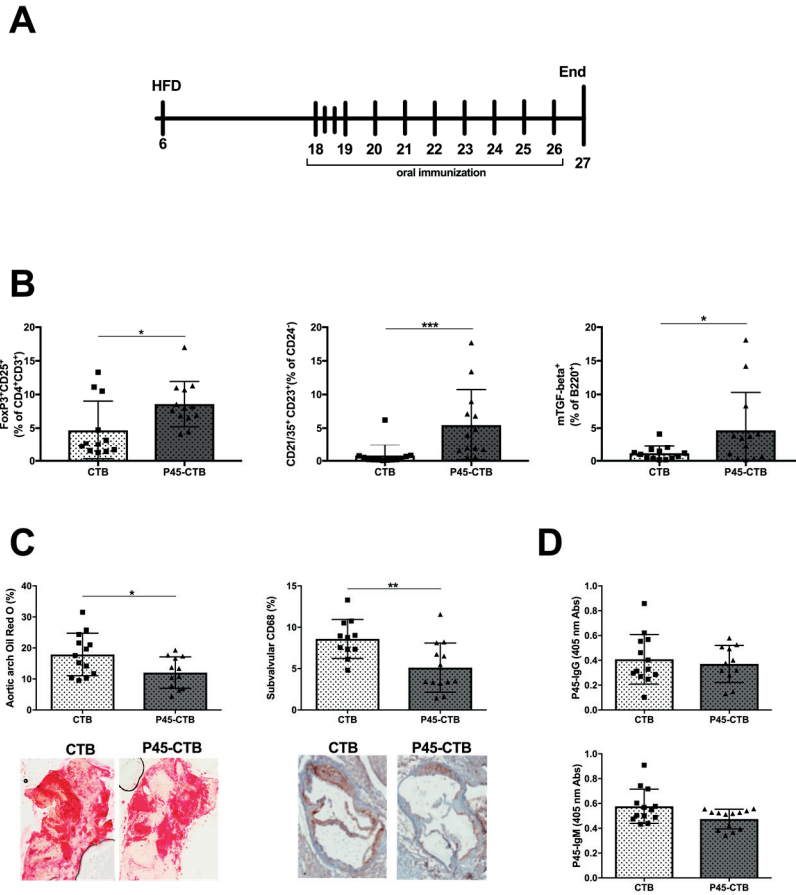 A
HFD
End
6
18 19 20 21 22 23 24 25 26
27
oral immunization
B
FoxP3⁺CD25⁺
(% of CD4⁺CD3⁺)
20
15
10
5
0
*
CTB P45-CTB
CD21/35⁺ CD23⁺(% of CD24⁻)
20
15
10
5
0
***
CTB P45-CTB
mTGF-beta⁺
(% of B220⁺)
20
15
10
5
0
*
CTB P45-CTB
C
Aortic arch Oil Red O (%)
40
30
20
10
0
*
CTB P45-CTB
Subvalvular CD68 (%)
15
10
5
0
**
CTB P45-CTB
CTB P45-CTB
CTB P45-CTB
D
P45-IgG (405 nm Abs)
1.0
0.8
0.6
0.4
0.2
0.0
CTB P45-CTB
P45-IgM (405 nm Abs)
1.0
0.8
0.6
0.4
0.2
0.0
CTB P45-CTB